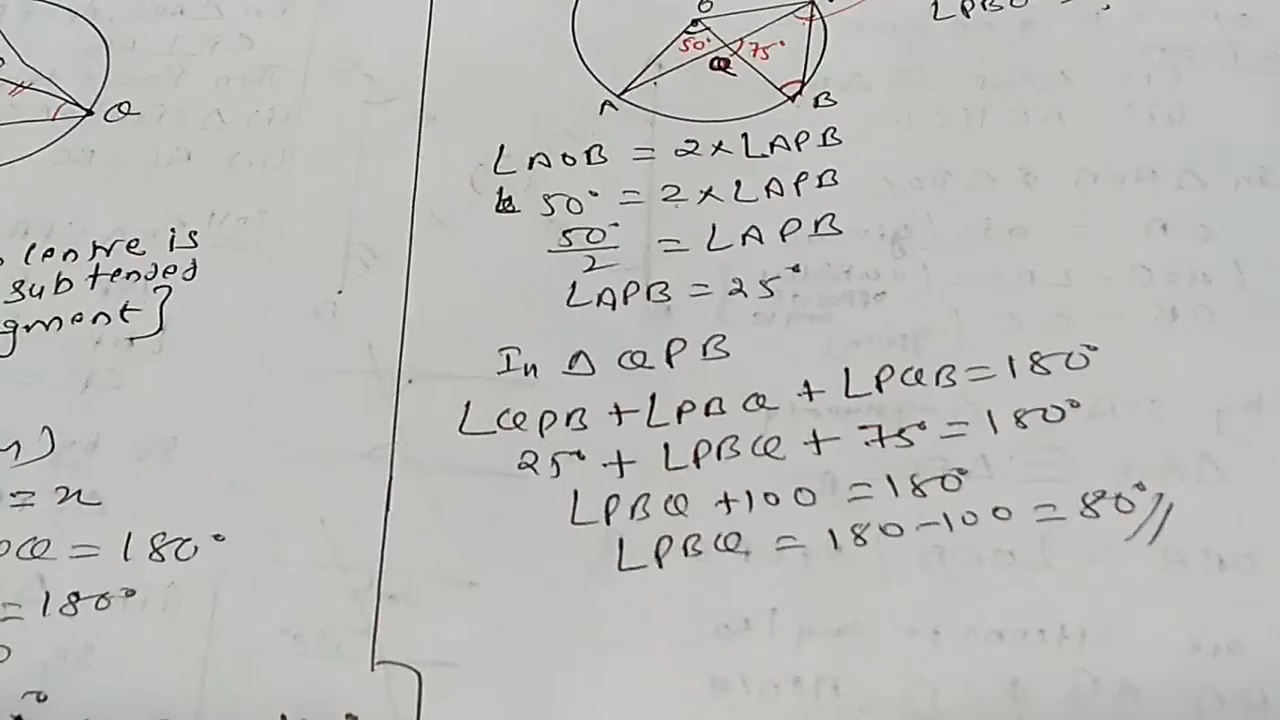 Q
centre is
subtended
gment}
= x
= 180°
= 180°
O
50°
75°
Q
A
B
∠AOB = 2×∠APB
50° = 2×∠APB
50°/2 = ∠APB
∠APB = 25°
In △ QPB
∠QPB + ∠PBQ + ∠PQB = 180°
25° + ∠PBQ + 75° = 180°
∠PBQ + 100 = 180°
∠PBQ = 180-100 = 80°//